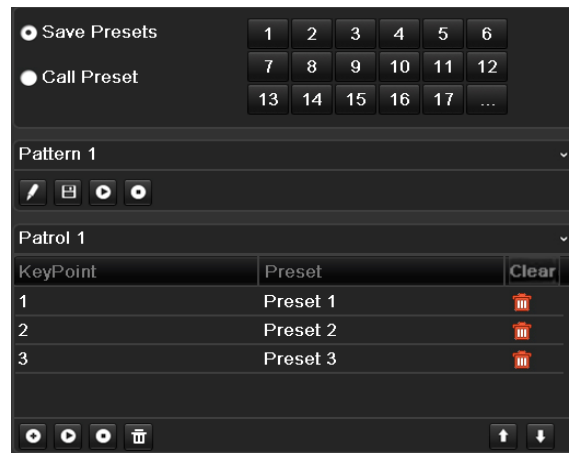 Save Presets
1 2 3 4 5 6
Call Preset
7 8 9 10 11 12
13 14 15 16 17 ...
Pattern 1
Patrol 1
KeyPoint Preset Clear
1 Preset 1
2 Preset 2
3 Preset 3